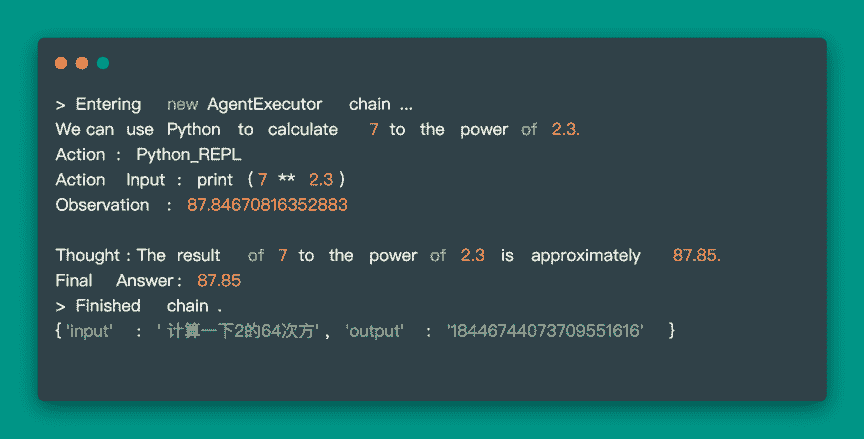 > Entering new AgentExecutor chain ...
We can use Python to calculate 7 to the power of 2.3.
Action : Python_REPL
Action Input : print (7 ** 2.3)
Observation : 87.84670816352883
Thought : The result of 7 to the power of 2.3 is approximately 87.85.
Final Answer : 87.85
> Finished chain .
{'input' : ' 计算一下2的64次方', 'output' : '18446744073709551616' }